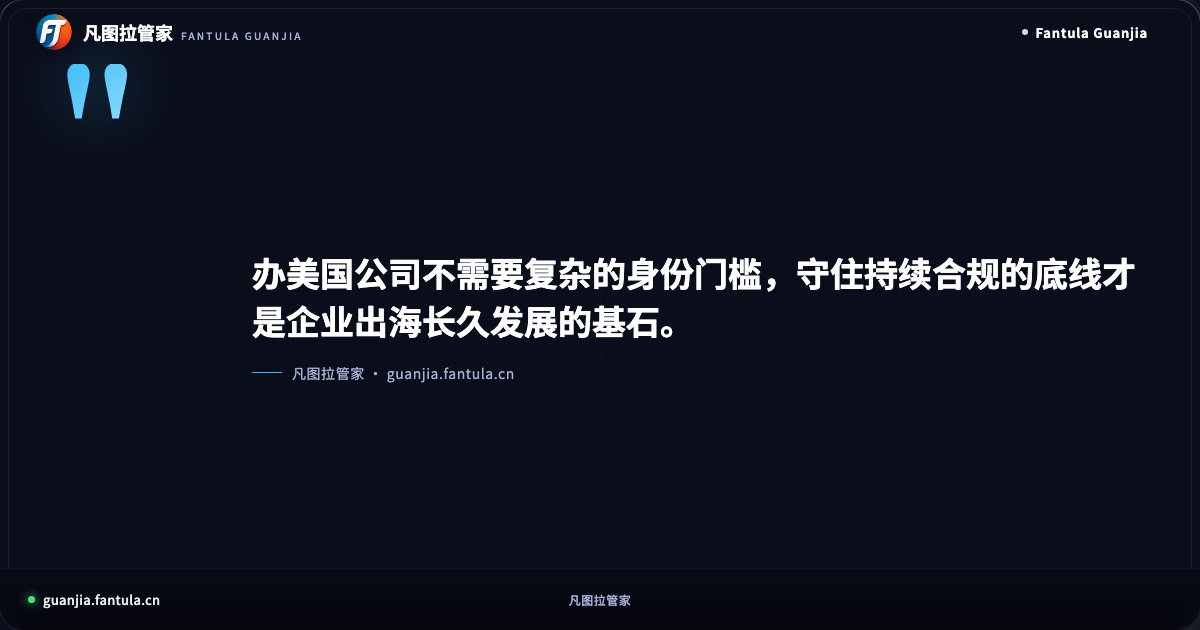 FT 凡图拉管家 FANTULA GUANJIA
Fantula Guanjia
"
办美国公司不需要复杂的身份门槛，守住持续合规的底线才
是企业出海长久发展的基石。
凡图拉管家 · guanjia.fantula.cn
guanjia.fantula.cn
凡图拉管家